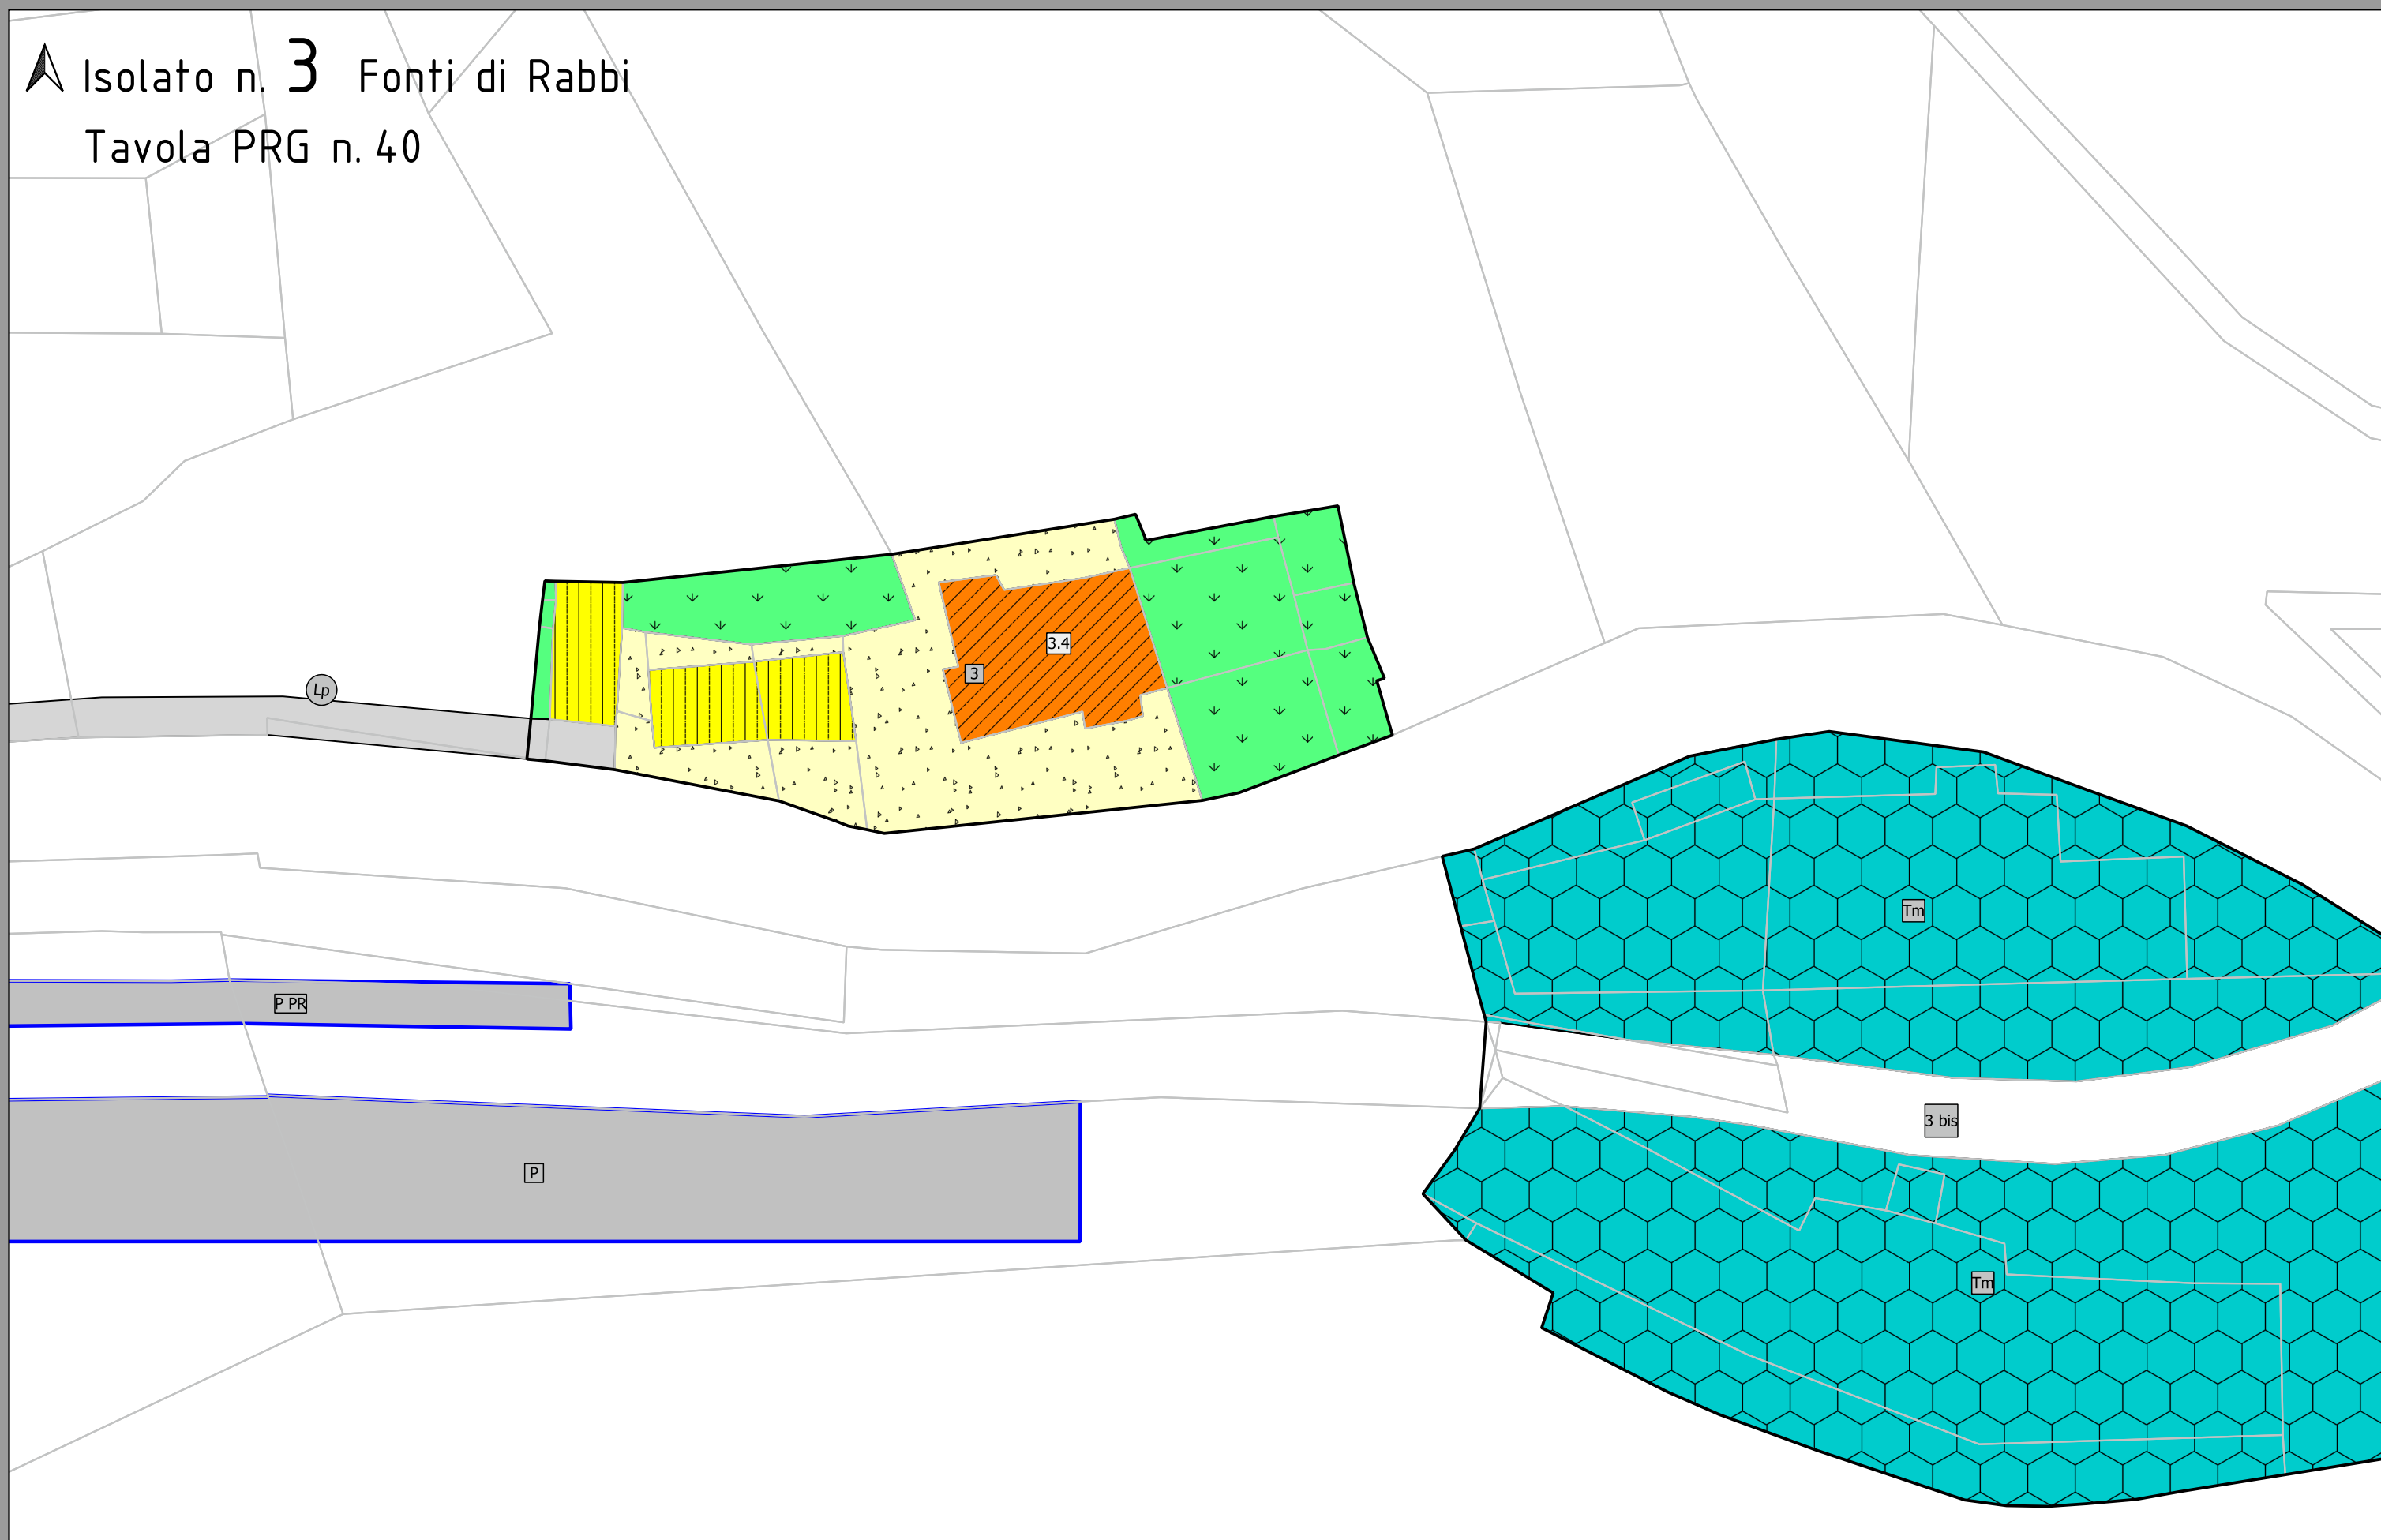 Isolato n. 3 Fonti di Rabbi
Tavola PRG n. 40
3.4
3
Lp
Tm
P PR
3 bis
P
Tm